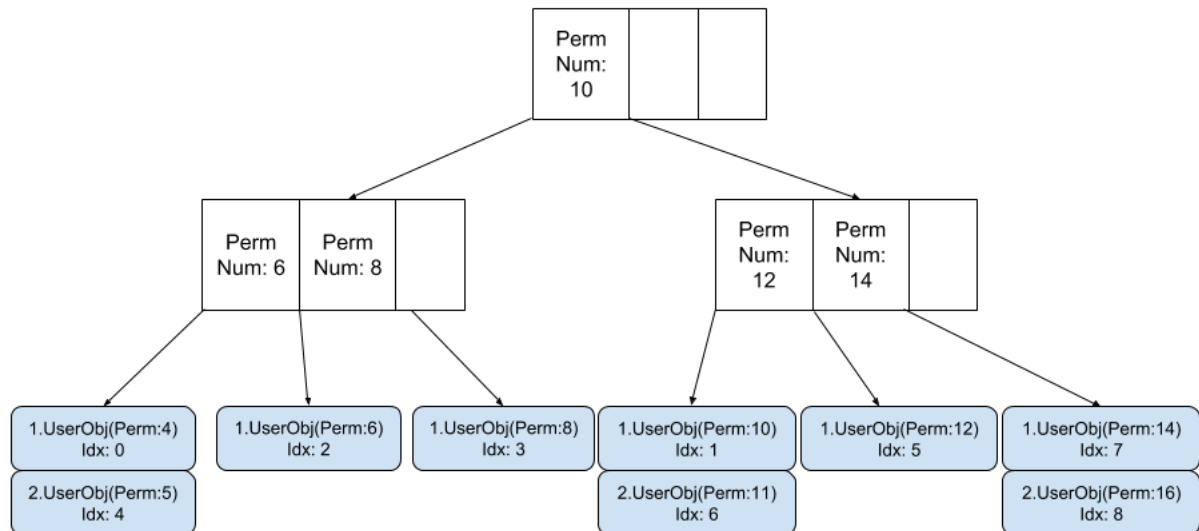 Perm
Num:
10
Perm
Num: 6
Perm
Num: 8
Perm
Num:
12
Perm
Num:
14
1.UserObj(Perm:4)
Idx: 0
2.UserObj(Perm:5)
Idx: 4
1.UserObj(Perm:6)
Idx: 2
1.UserObj(Perm:8)
Idx: 3
1.UserObj(Perm:10)
Idx: 1
2.UserObj(Perm:11)
Idx: 6
1.UserObj(Perm:12)
Idx: 5
1.UserObj(Perm:14)
Idx: 7
2.UserObj(Perm:16)
Idx: 8